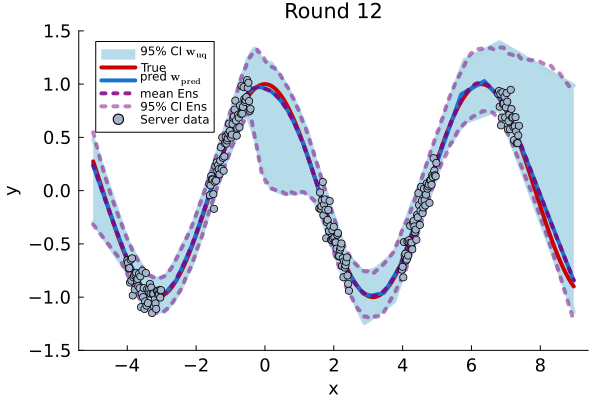 Round 12
1.5
1.0
0.5
0.0
−0.5
−1.0
−1.5
y
95% CI w_uq
True
pred w_pred
mean Ens
95% CI Ens
Server data
−4 −2 0 2 4 6 8
x